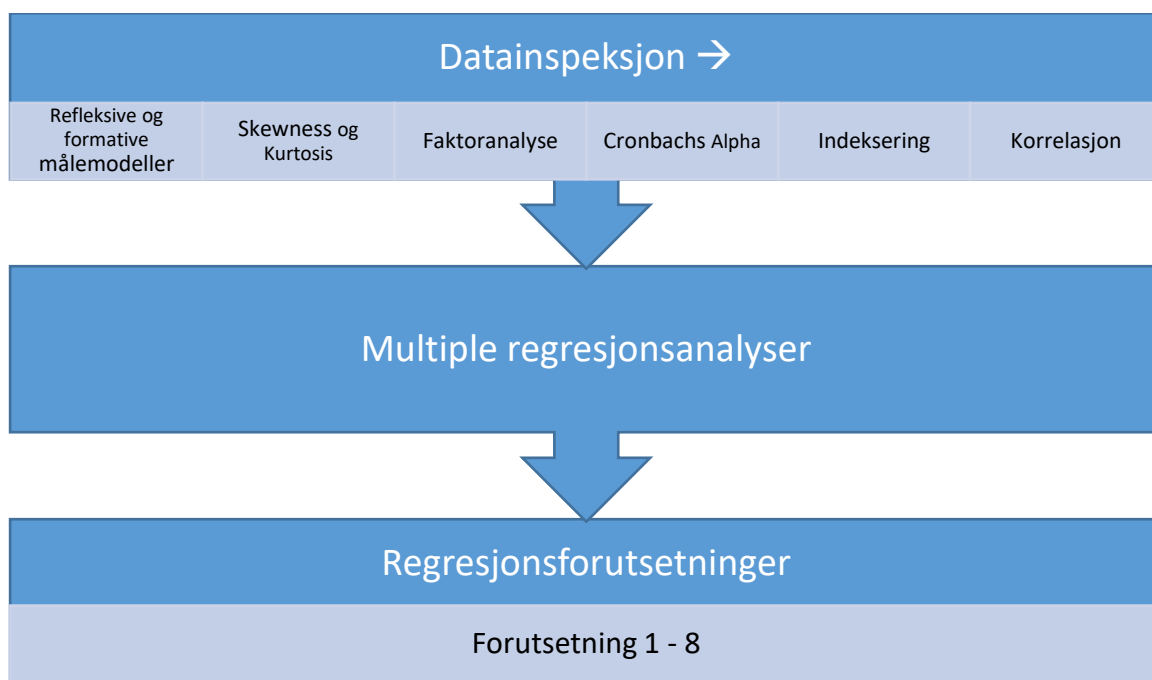 Datainspeksjon →
Refleksive og
formative
målemodeller
Skewness og
Kurtosis
Faktoranalyse
Cronbachs Alpha
Indeksering
Korrelasjon
Multiple regresjonsanalyser
Regresjonsforutsetninger
Forutsetning 1 - 8